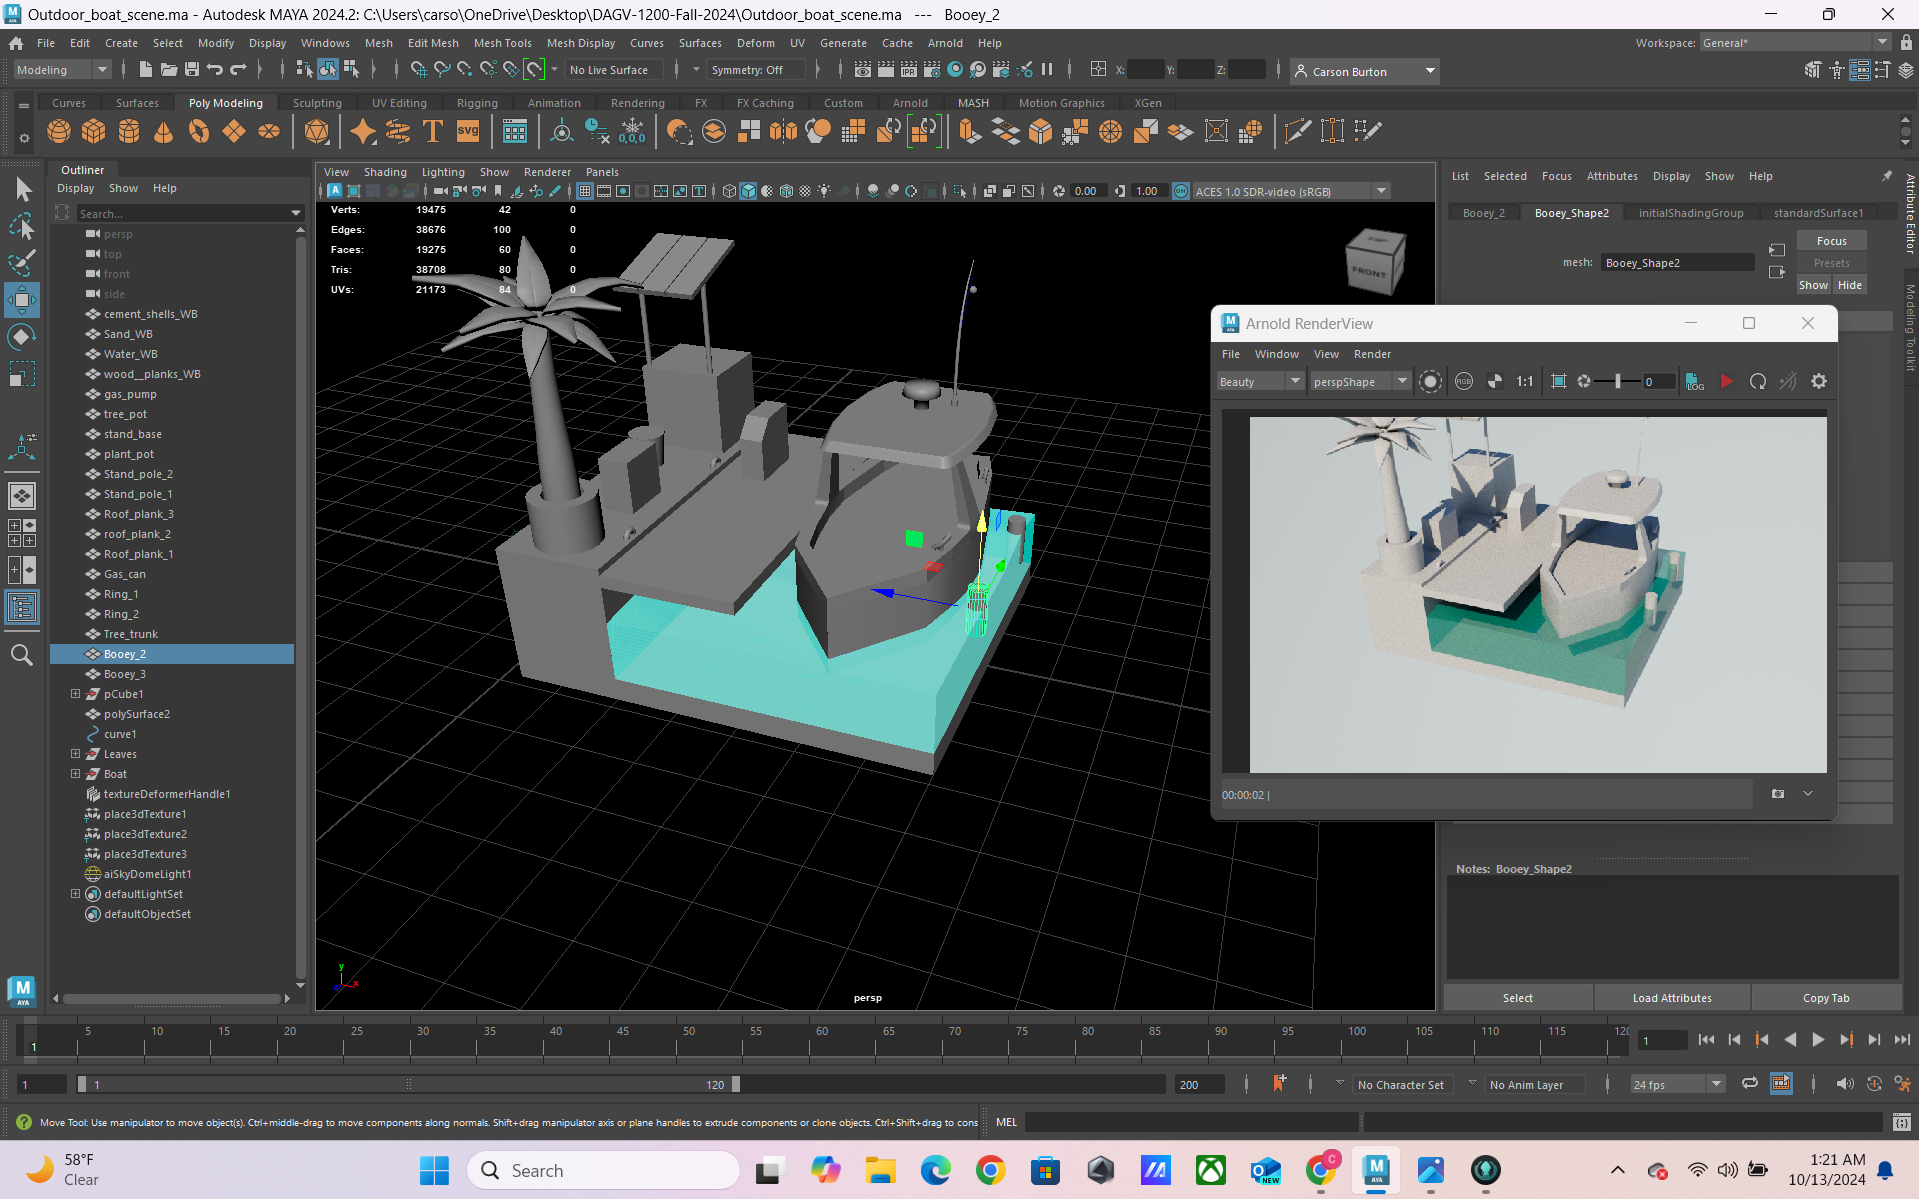 Outdoor_boat_scene.ma - Autodesk MAYA 2024.2: C:\Users\carso\OneDrive\Desktop\DAGV-1200-Fall-2024\Outdoor_boat_scene.ma --- Booey_2
File Edit Create Select Modify Display Windows Mesh Edit Mesh Mesh Tools Mesh Display Curves Surfaces Deform UV Generate Cache Arnold Help
Workspace: General*
Modeling
No Live Surface
Symmetry: Off
X: Y: Z:
Carson Burton
Curves Surfaces Poly Modeling Sculpting UV Editing Rigging Animation Rendering FX FX Caching Custom Arnold MASH Motion Graphics XGen
Outliner
Display Show Help
Search...
persp
top
front
side
cement_shells_WB
Sand_WB
Water_WB
wood__planks_WB
gas_pump
tree_pot
stand_base
plant_pot
Stand_pole_2
Stand_pole_1
Roof_plank_3
roof_plank_2
Roof_plank_1
Gas_can
Ring_1
Ring_2
Tree_trunk
Booey_2
Booey_3
pCube1
polySurface2
curve1
Leaves
Boat
textureDeformerHandle1
place3dTexture1
place3dTexture2
place3dTexture3
aiSkyDomeLight1
defaultLightSet
defaultObjectSet
View Shading Lighting Show Renderer Panels
0.00 1.00 ACES 1.0 SDR-video (sRGB)
Verts: 19475 42 0
Edges: 38676 100 0
Faces: 19275 60 0
Tris: 38708 80 0
UVs: 21173 84 0
FRONT
persp
y
x
List Selected Focus Attributes Display Show Help
Booey_2 Booey_Shape2 initialShadingGroup standardSurface1
mesh: Booey_Shape2
Focus
Presets
Show Hide
Attribute Editor
Modeling Toolkit
Arnold RenderView
File Window View Render
Beauty perspShape 1:1 0 LOG
00:00:02 |
Notes: Booey_Shape2
Select Load Attributes Copy Tab
5 10 15 20 25 30 35 40 45 50 55 60 65 70 75 80 85 90 95 100 105 110 115 120
1
1
1 1 120 200
No Character Set No Anim Layer 24 fps
Move Tool: Use manipulator to move object(s). Ctrl+middle-drag to move components along normals. Shift+drag manipulator axis or plane handles to extrude components or clone objects. Ctrl+Shift+drag to cons
MEL
58°F
Clear
Search
1:21 AM
10/13/2024